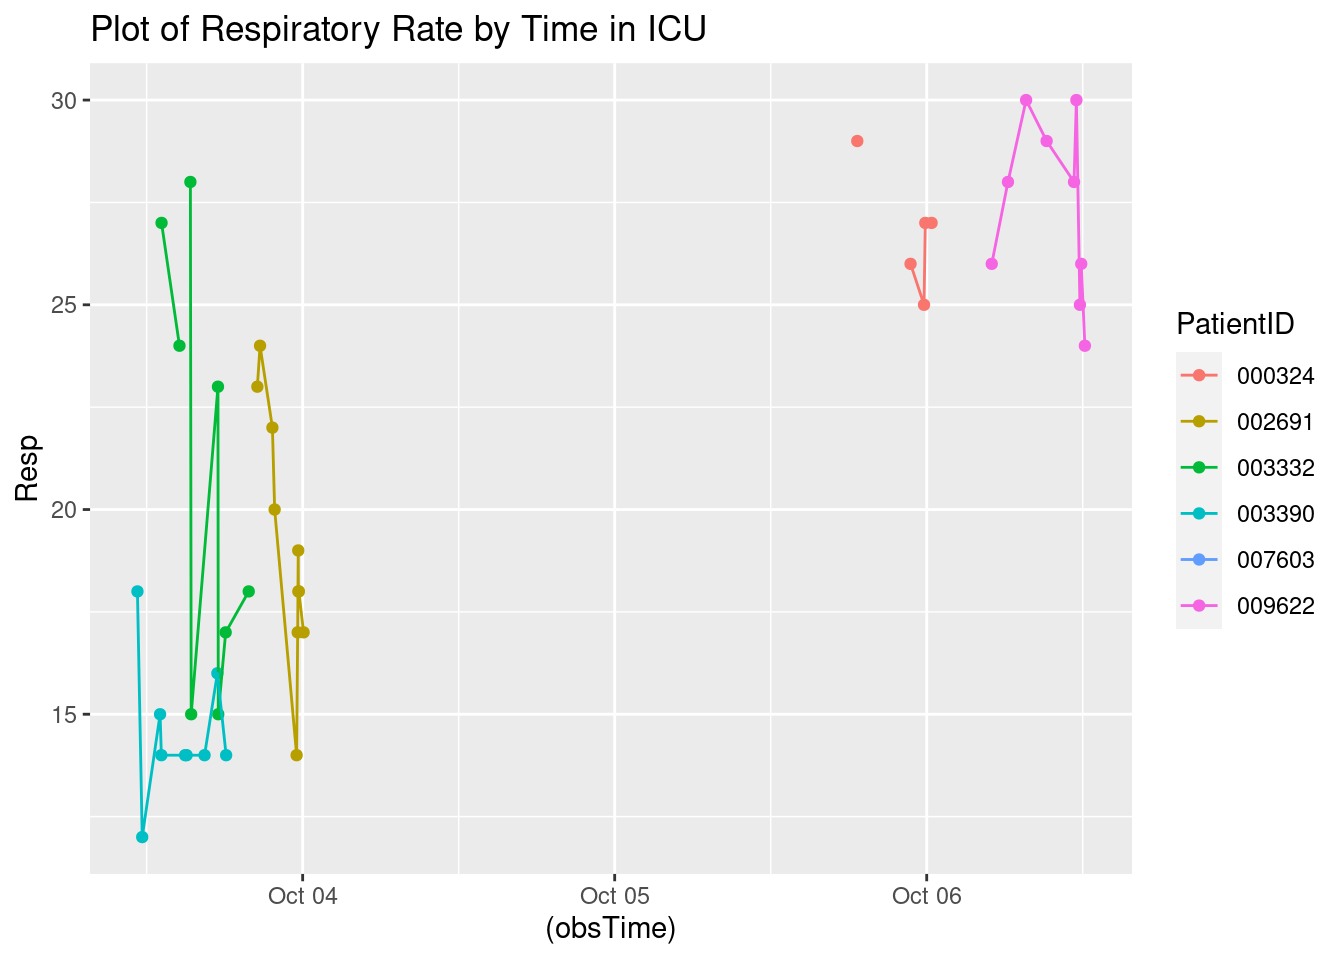 Plot of Respiratory Rate by Time in ICU
30
25
20
15
Resp
Oct 04
Oct 05
Oct 06
(obsTime)
PatientID
000324
002691
003332
003390
007603
009622